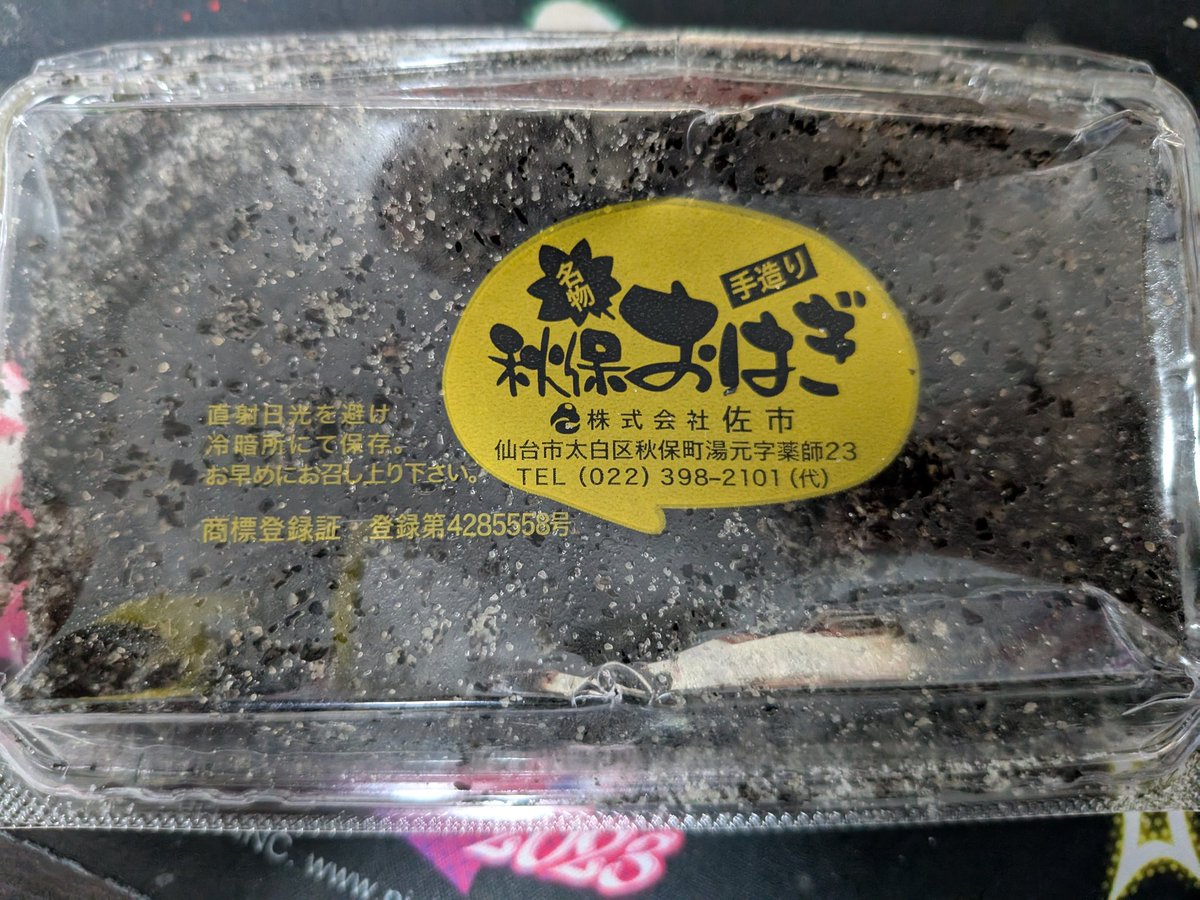 名物
手造り
秋保おはぎ
株式会社 佐市
仙台市太白区秋保町湯元字薬師23
TEL (022) 398-2101 (代)
直射日光を避け
冷暗所にて保存。
お早めにお召し上り下さい。
商標登録証 登録第4285558号
INC. www.
2023